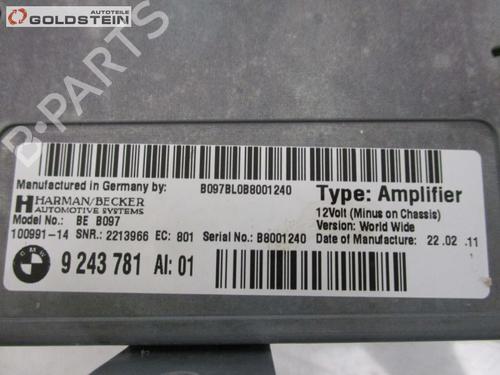 AUTOTEILE
GOLDSTEIN
B-PARTS
Manufactured in Germany by:
B097BL0B8001240
HARMAN/BECKER
AUTOMOTIVE SYSTEMS
Type: Amplifier
12Volt (Minus on Chassis)
Model No.: BE B097
Version: World Wide
100991-14 SNR.: 2213966 EC: 801 Serial No.: B8001240 Date of Manufacture: 22.02.11
BMW
9 243 781 AI: 01